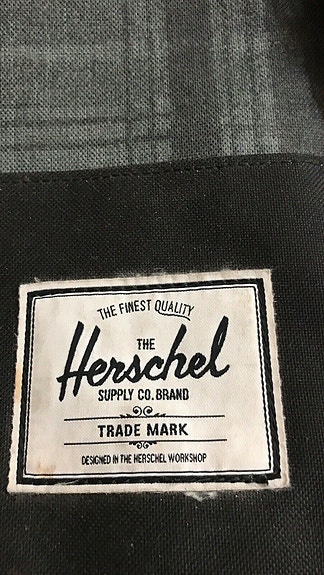 THE FINEST QUALITY
THE
Herschel
SUPPLY CO. BRAND
TRADE MARK
DESIGNED IN THE HERSCHEL WORKSHOP